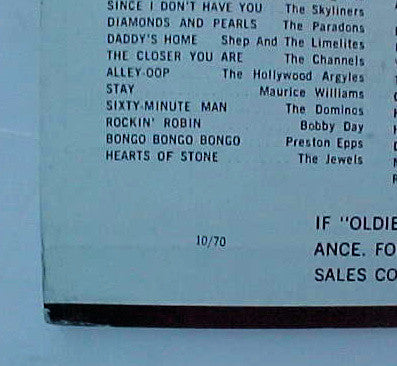 SINCE I DON'T HAVE YOU The Skyliners
DIAMONDS AND PEARLS The Paradons
DADDY'S HOME Shep And The Limelites
THE CLOSER YOU ARE The Channels
ALLEY-OOP The Hollywood Argyles
STAY Maurice Williams
SIXTY-MINUTE MAN The Dominos
ROCKIN' ROBIN Bobby Day
BONGO BONGO BONGO Preston Epps
HEARTS OF STONE The Jewels
IF "OLDIE
10/70
ANCE. FO
SALES CO